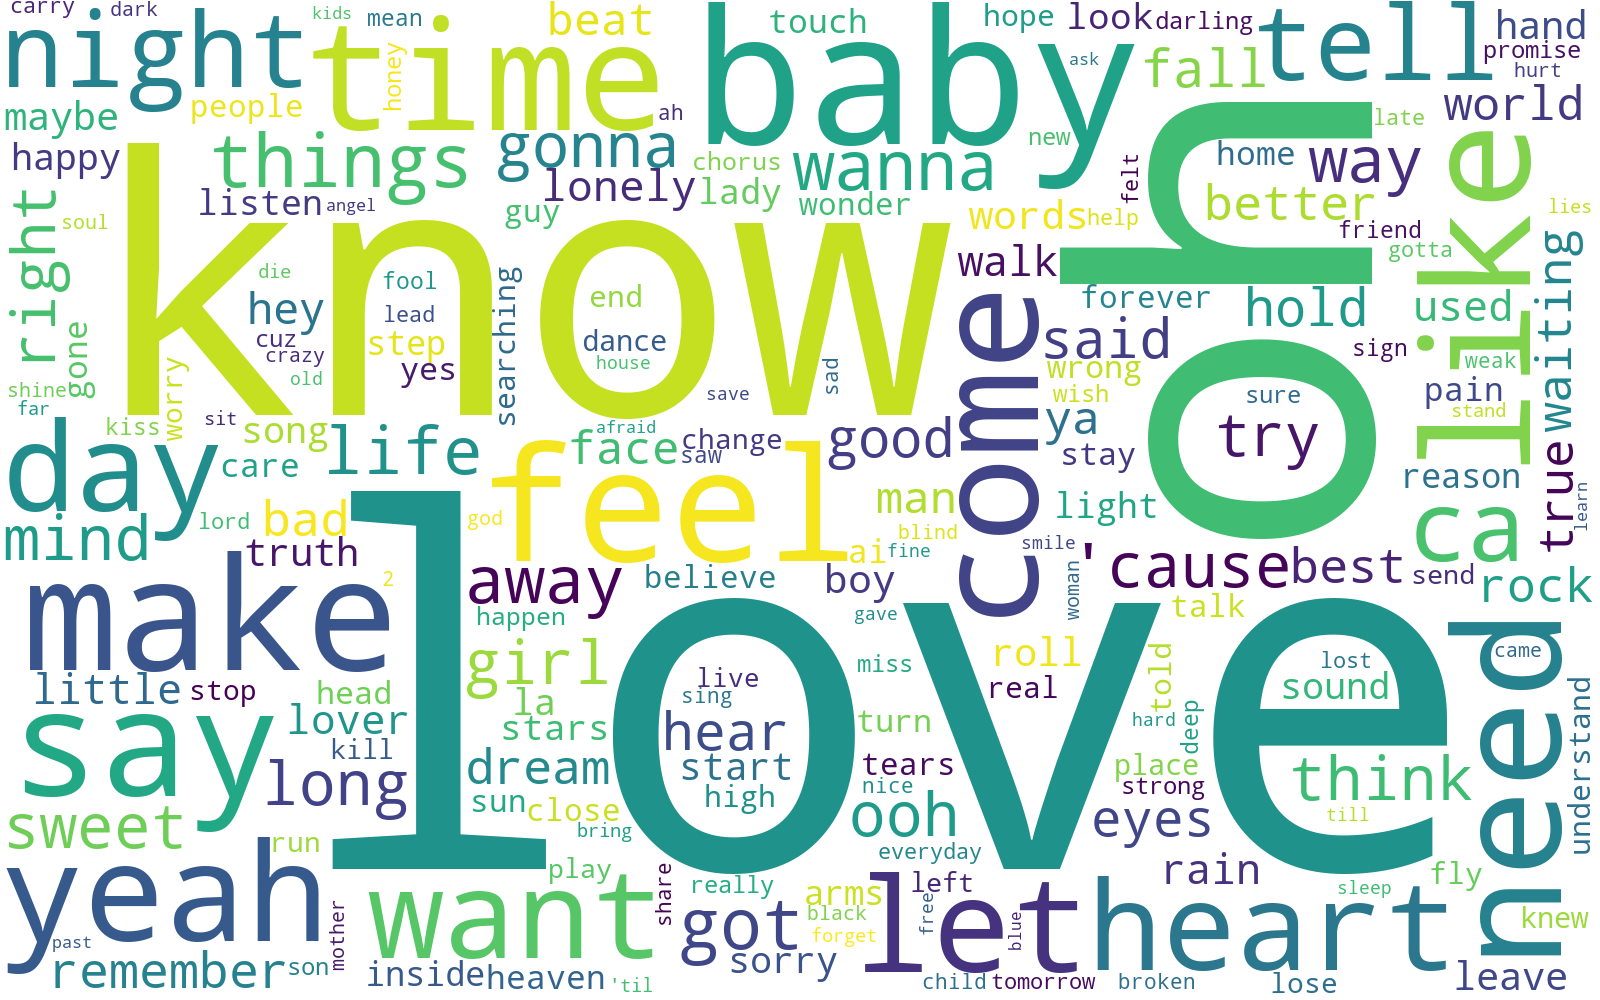 carry
dark
kids
mean
beat
touch
hope
look
darling
tell
hand
night
time
honey
baby
ask
fall
promise
hurt
maybe
people
ah
new
world
late
happy
things
gonna
chorus
wanna
felt
home
way
like
listen
angel
lonely
lady
wonder
guy
words
help
better
friend
lies
soul
right
know
oh
walk
gotta
waiting
die
fool
searching
end
come
forever
hey
lead
hold
used
cuz
crazy
step
dance
said
sign
gone
old
yes
house
sad
wrong
weak
shine
far
worry
save
wish
sure
pain
stand
kiss
sit
song
afraid
ya
try
day
care
life
face
change
saw
good
stay
reason
true
learn
feel
man
light
ca
mind
lord
bad
god
blind
smile
truth
ai
fine
'cause
best
send
rock
make
2
away
believe
boy
woman
happen
gave
talk
need
came
little
stop
head
girl
live
miss
roll
real
told
lost
sound
la
sing
say
lover
stars
hear
turn
hard
deep
understand
kill
love
long
dream
start
tears
place
think
sun
high
nice
strong
sweet
close
bring
ooh
eyes
till
run
everyday
yeah
play
want
share
really
arms
left
rain
sleep
fly
mother
got
black
forget
free
let
blue
heart
knew
past
remember
son
inside
heaven
'til
sorry
child
tomorrow
broken
lose
leave